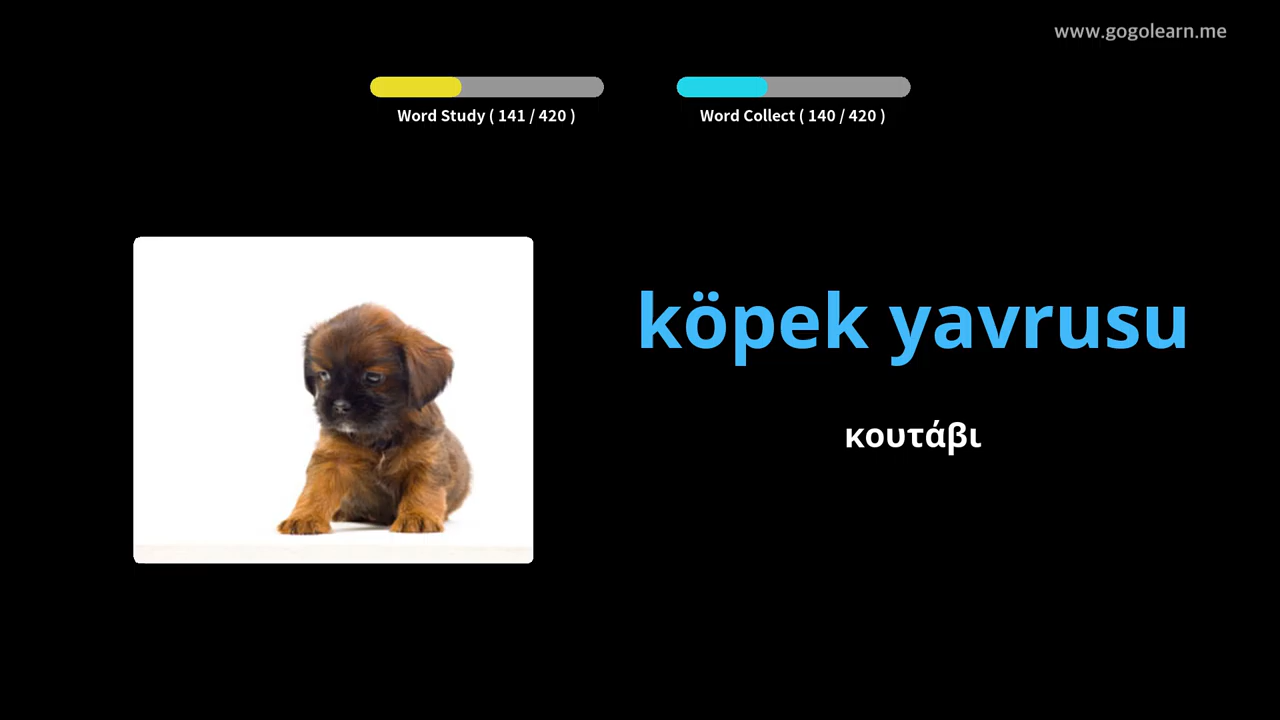 www.gogolearn.me
Word Study ( 141 / 420 )
Word Collect ( 140 / 420 )
köpek yavrusu
κουτάβι